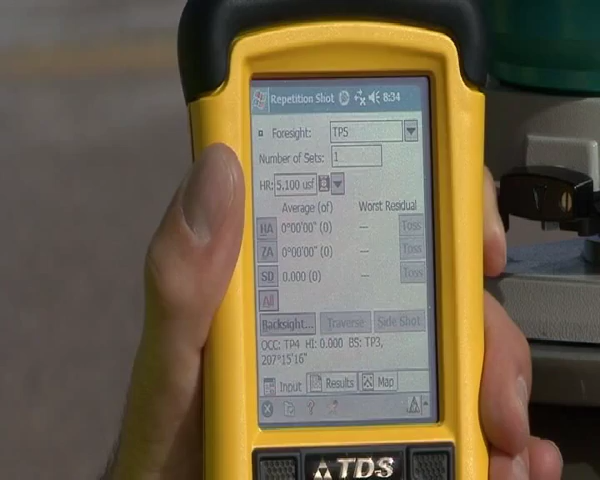 Repetition Shot 8:34
Foresight: TP5
Number of Sets: 1
HR: 5.100 usf
Average (of) Worst Residual
HA 0°00'00" (0) --- Toss
ZA 0°00'00" (0) --- Toss
SD 0.000 (0) --- Toss
All
Backsight... Traverse Side Shot
OCC: TP4 HI: 0.000 BS: TP3,
207°15'16"
Input Results Map
?
TDS